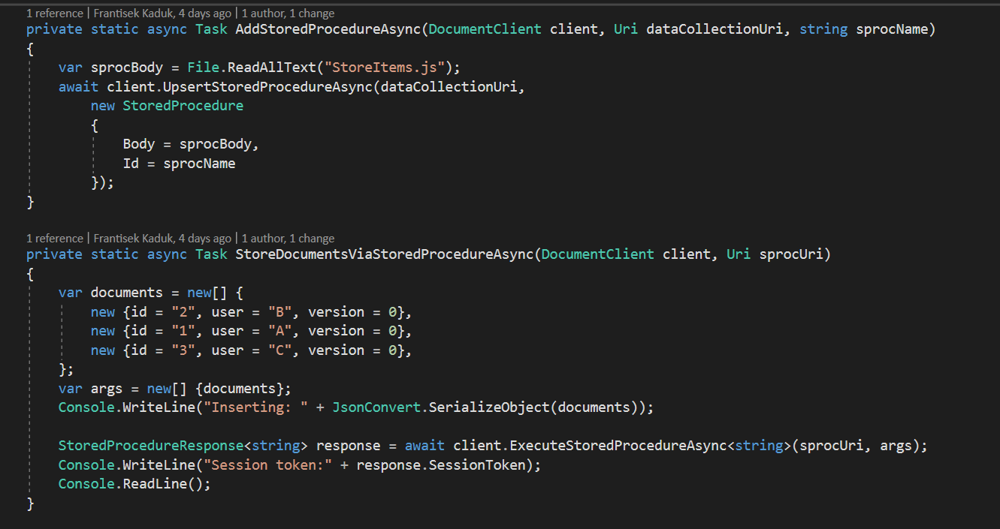 1 reference | Frantisek Kaduk, 4 days ago | 1 author, 1 change
private static async Task AddStoredProcedureAsync(DocumentClient client, Uri dataCollectionUri, string sprocName)
{
    var sprocBody = File.ReadAllText("StoreItems.js");
    await client.UpsertStoredProcedureAsync(dataCollectionUri,
        new StoredProcedure
        {
            Body = sprocBody,
            Id = sprocName
        });
}
1 reference | Frantisek Kaduk, 4 days ago | 1 author, 1 change
private static async Task StoreDocumentsViaStoredProcedureAsync(DocumentClient client, Uri sprocUri)
{
    var documents = new[] {
        new {id = "2", user = "B", version = 0},
        new {id = "1", user = "A", version = 0},
        new {id = "3", user = "C", version = 0},
    };
    var args = new[] {documents};
    Console.WriteLine("Inserting: " + JsonConvert.SerializeObject(documents));
    StoredProcedureResponse<string> response = await client.ExecuteStoredProcedureAsync<string>(sprocUri, args);
    Console.WriteLine("Session token:" + response.SessionToken);
    Console.ReadLine();
}